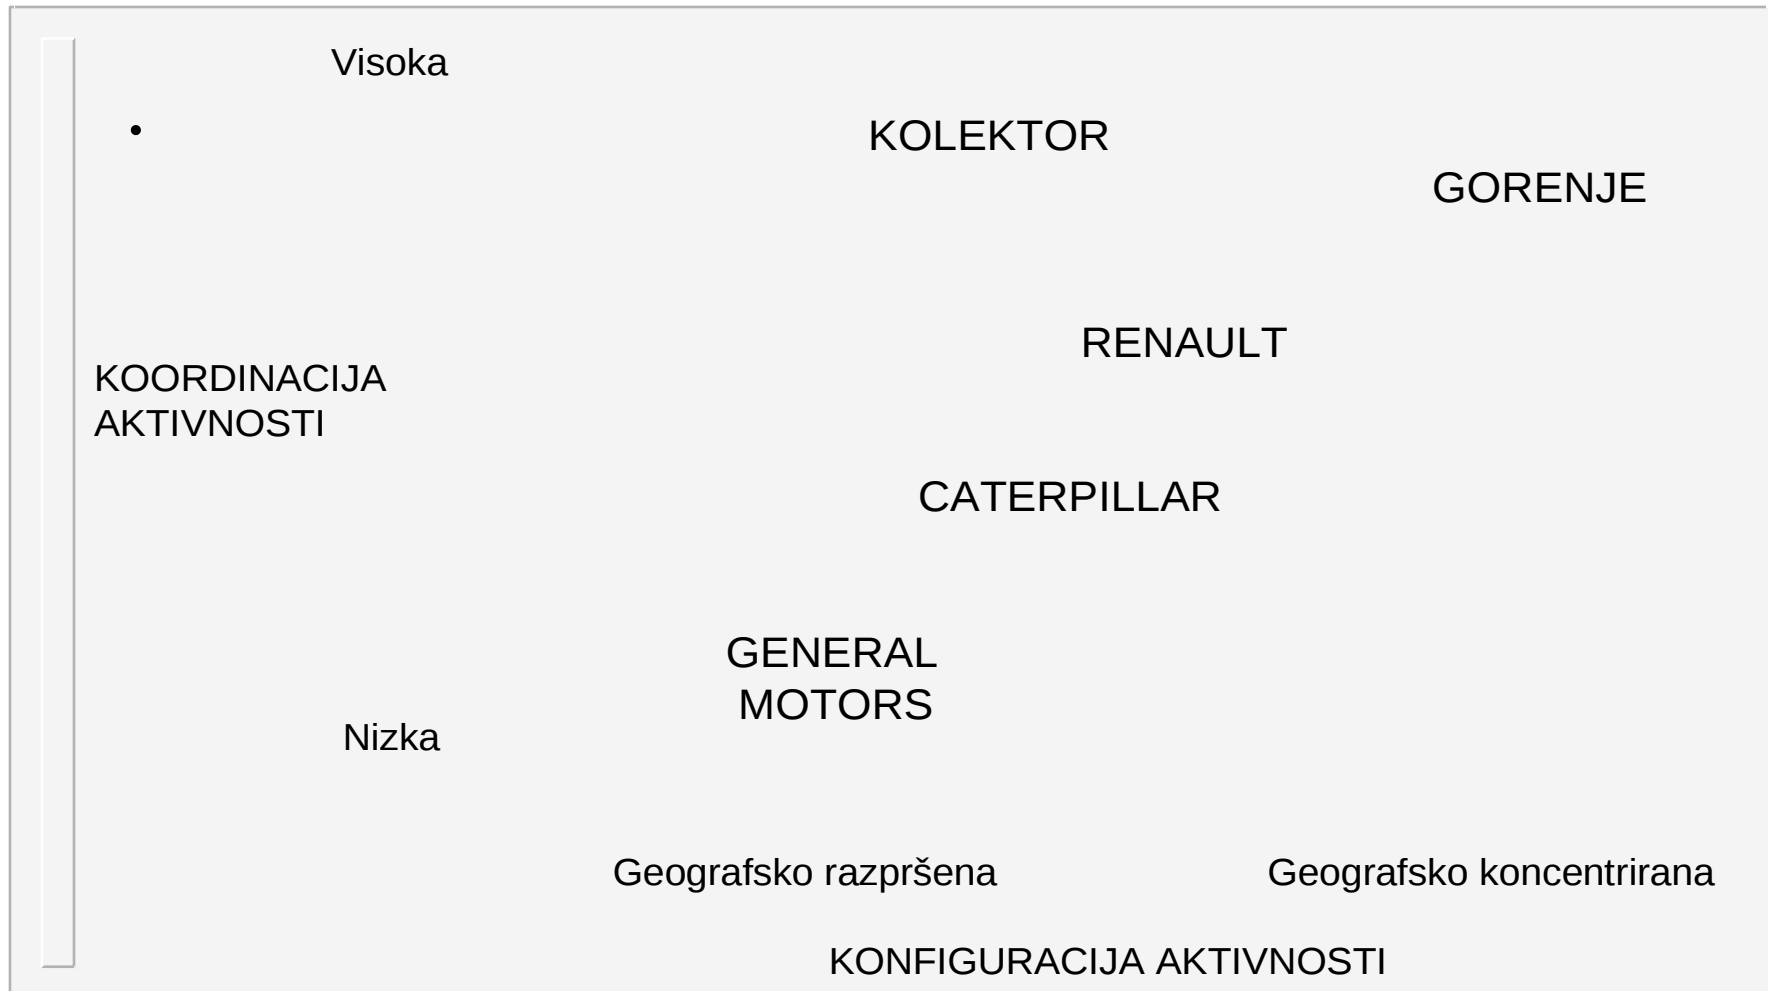 Visoka
•
KOLEKTOR
GORENJE
RENAULT
KOORDINACIJA
AKTIVNOSTI
CATERPILLAR
GENERAL
MOTORS
Nizka
Geografsko razpršena
Geografsko koncentrirana
KONFIGURACIJA AKTIVNOSTI